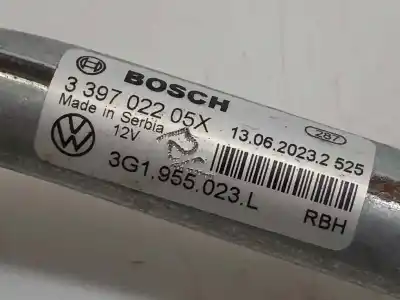 BOSCH
3 397 022 05X
287
Made in Serbia
12V
13.06.2023.2 525
3G1.955.023.L
RBH